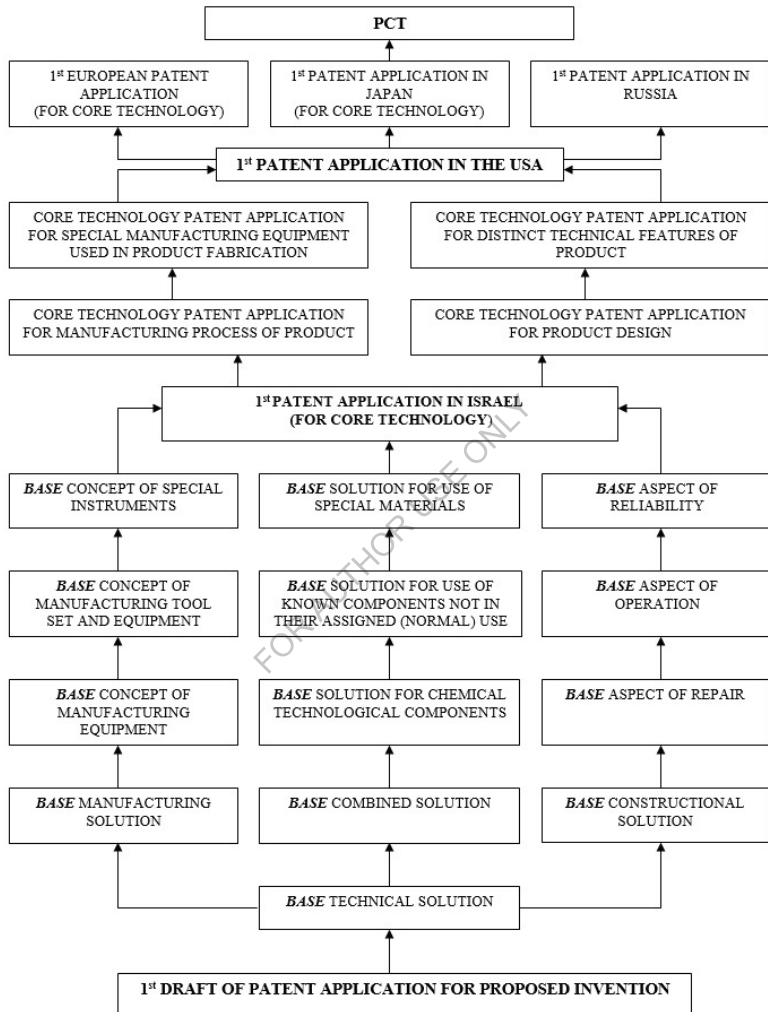 PCT
1st EUROPEAN PATENT
APPLICATION
(FOR CORE TECHNOLOGY)
1st PATENT APPLICATION IN
JAPAN
(FOR CORE TECHNOLOGY)
1st PATENT APPLICATION IN
RUSSIA
1st PATENT APPLICATION IN THE USA
CORE TECHNOLOGY PATENT APPLICATION
FOR SPECIAL MANUFACTURING EQUIPMENT
USED IN PRODUCT FABRICATION
CORE TECHNOLOGY PATENT APPLICATION
FOR DISTINCT TECHNICAL FEATURES OF
PRODUCT
CORE TECHNOLOGY PATENT APPLICATION
FOR MANUFACTURING PROCESS OF PRODUCT
CORE TECHNOLOGY PATENT APPLICATION
FOR PRODUCT DESIGN
1st PATENT APPLICATION IN ISRAEL
(FOR CORE TECHNOLOGY)
BASE CONCEPT OF SPECIAL
INSTRUMENTS
BASE SOLUTION FOR USE OF
SPECIAL MATERIALS
BASE ASPECT OF
RELIABILITY
BASE CONCEPT OF
MANUFACTURING TOOL
SET AND EQUIPMENT
BASE SOLUTION FOR USE OF
KNOWN COMPONENTS NOT IN
THEIR ASSIGNED (NORMAL) USE
BASE ASPECT OF
OPERATION
BASE CONCEPT OF
MANUFACTURING
EQUIPMENT
BASE SOLUTION FOR CHEMICAL
TECHNOLOGICAL COMPONENTS
BASE ASPECT OF REPAIR
BASE MANUFACTURING
SOLUTION
BASE COMBINED SOLUTION
BASE CONSTRUCTIONAL
SOLUTION
BASE TECHNICAL SOLUTION
1st DRAFT OF PATENT APPLICATION FOR PROPOSED INVENTION
FOR AUTHOR USE ONLY